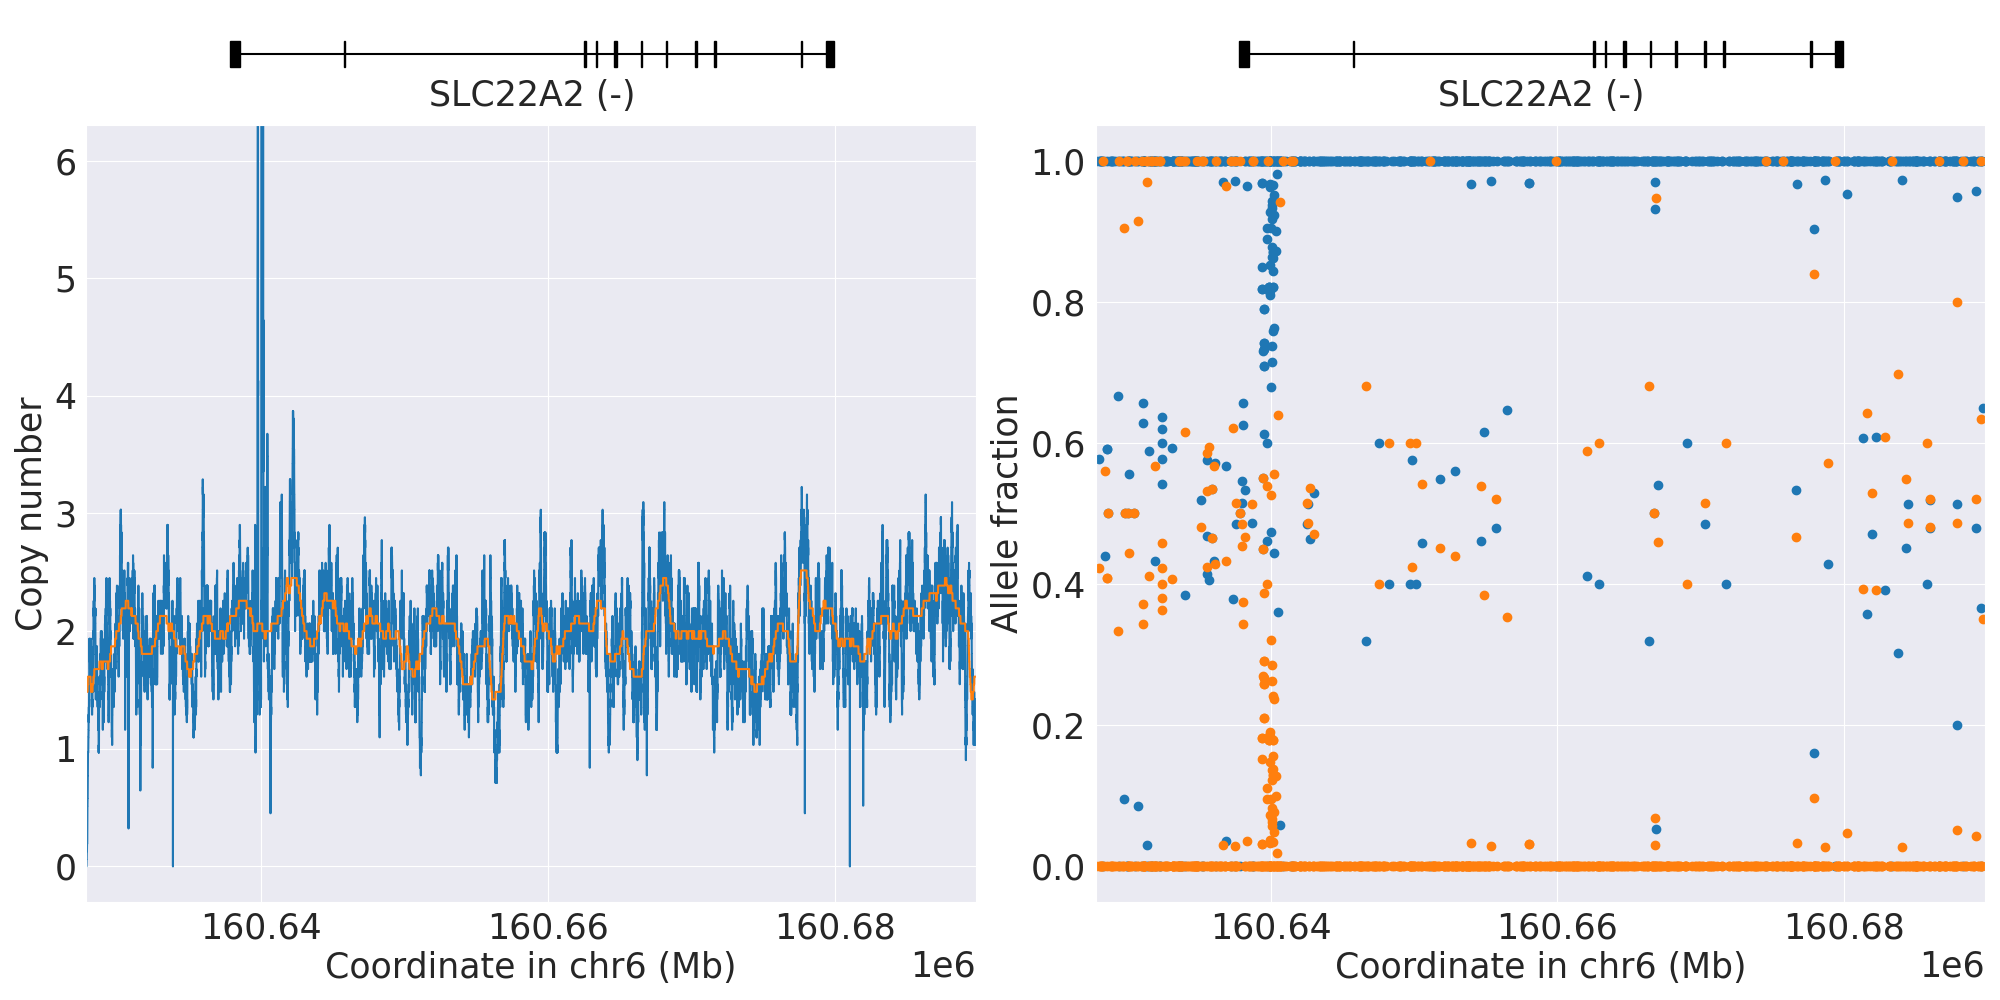 SLC22A2 (-)
6
5
4
3
2
1
0
Copy number
160.64
160.66
160.68
Coordinate in chr6 (Mb)
1e6
SLC22A2 (-)
1.0
0.8
0.6
0.4
0.2
0.0
Allele fraction
160.64
160.66
160.68
Coordinate in chr6 (Mb)
1e6